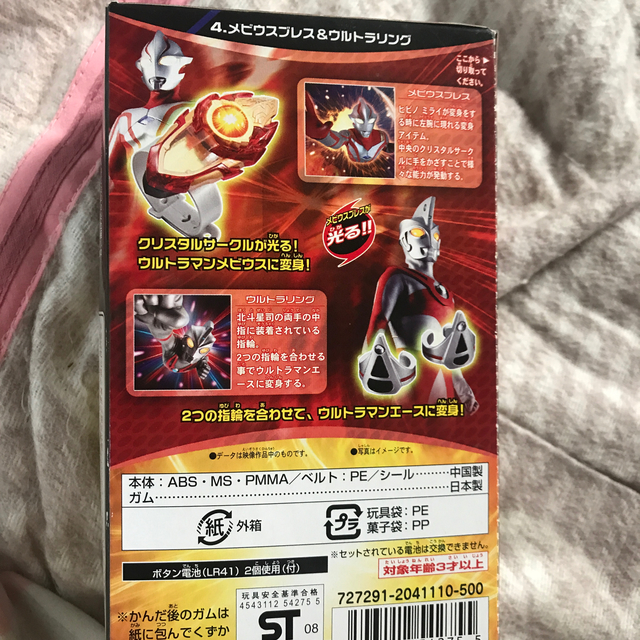 4.メビウスブレス&ウルトラリング
ここから
切り取って
ください。
メビウスブレス
ヒビノ ミライが変身を
する時に左腕に現れる変身
アイテム。
中央のクリスタルサークル
に手をかざすことで様
々な能力が発動する。
メビウスブレスが
光る!!
クリスタルサークルが光る!
ウルトラマンメビウスに変身!
ウルトラリング
北斗星司の両手の中
指に装着されている
指輪。
2つの指輪を合わせる
事でウルトラマンエー
スに変身する。
2つの指輪を合わせて、ウルトラマンエースに変身!
●データは映像作品中のものです。
●写真はイメージです。
本体:ABS・MS・PMMA/ベルト:PE/シール 中国製
ガム 日本製
紙 外箱
プラ 玩具袋:PE
菓子袋:PP
※セットされている電池は交換できません。
ボタン電池(LR41)2個使用(付)
対象年齢3才以上
玩具安全基準合格
4543112 54275 5
ST 08
727291-2041110-500
※かんだ後のガムは
紙に包んでくずか